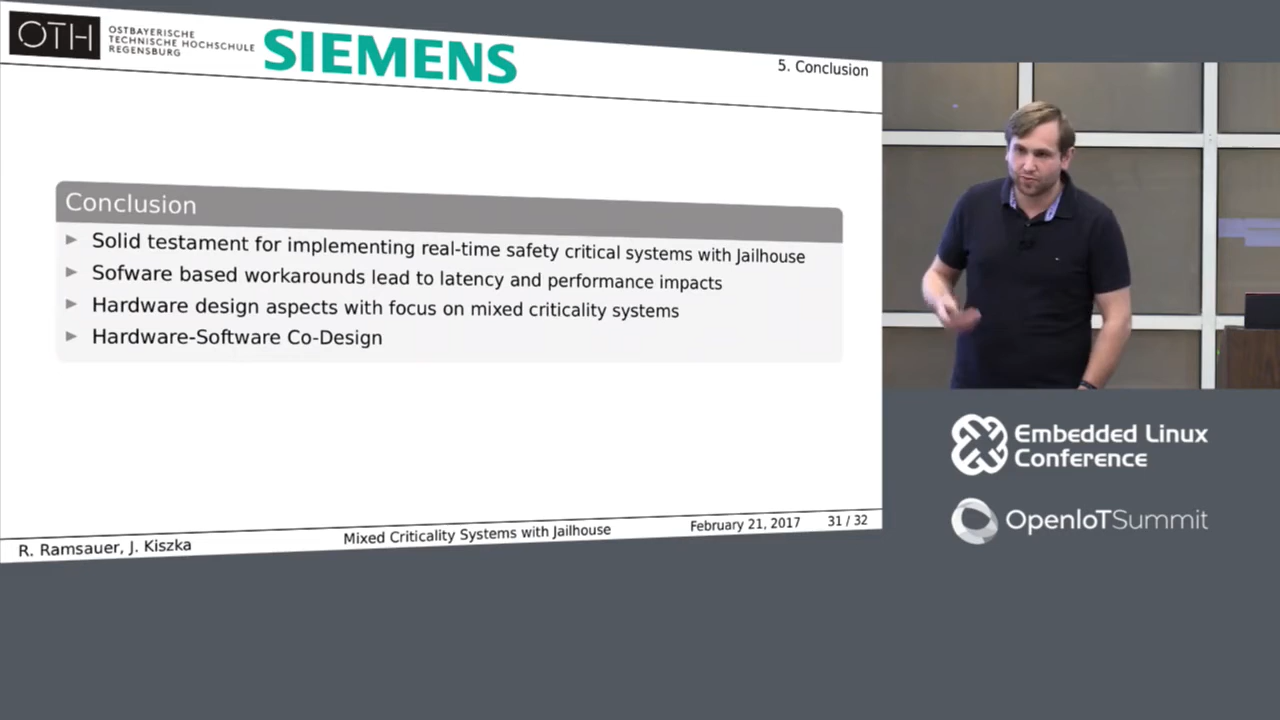 OTH
OSTBAYERISCHE
TECHNISCHE HOCHSCHULE
REGENSBURG
SIEMENS
5. Conclusion
Conclusion
Solid testament for implementing real-time safety critical systems with Jailhouse
Sofware based workarounds lead to latency and performance impacts
Hardware design aspects with focus on mixed criticality systems
Hardware-Software Co-Design
R. Ramsauer, J. Kiszka
Mixed Criticality Systems with Jailhouse
February 21, 2017
31 / 32
Embedded Linux
Conference
OpenIoTSummit